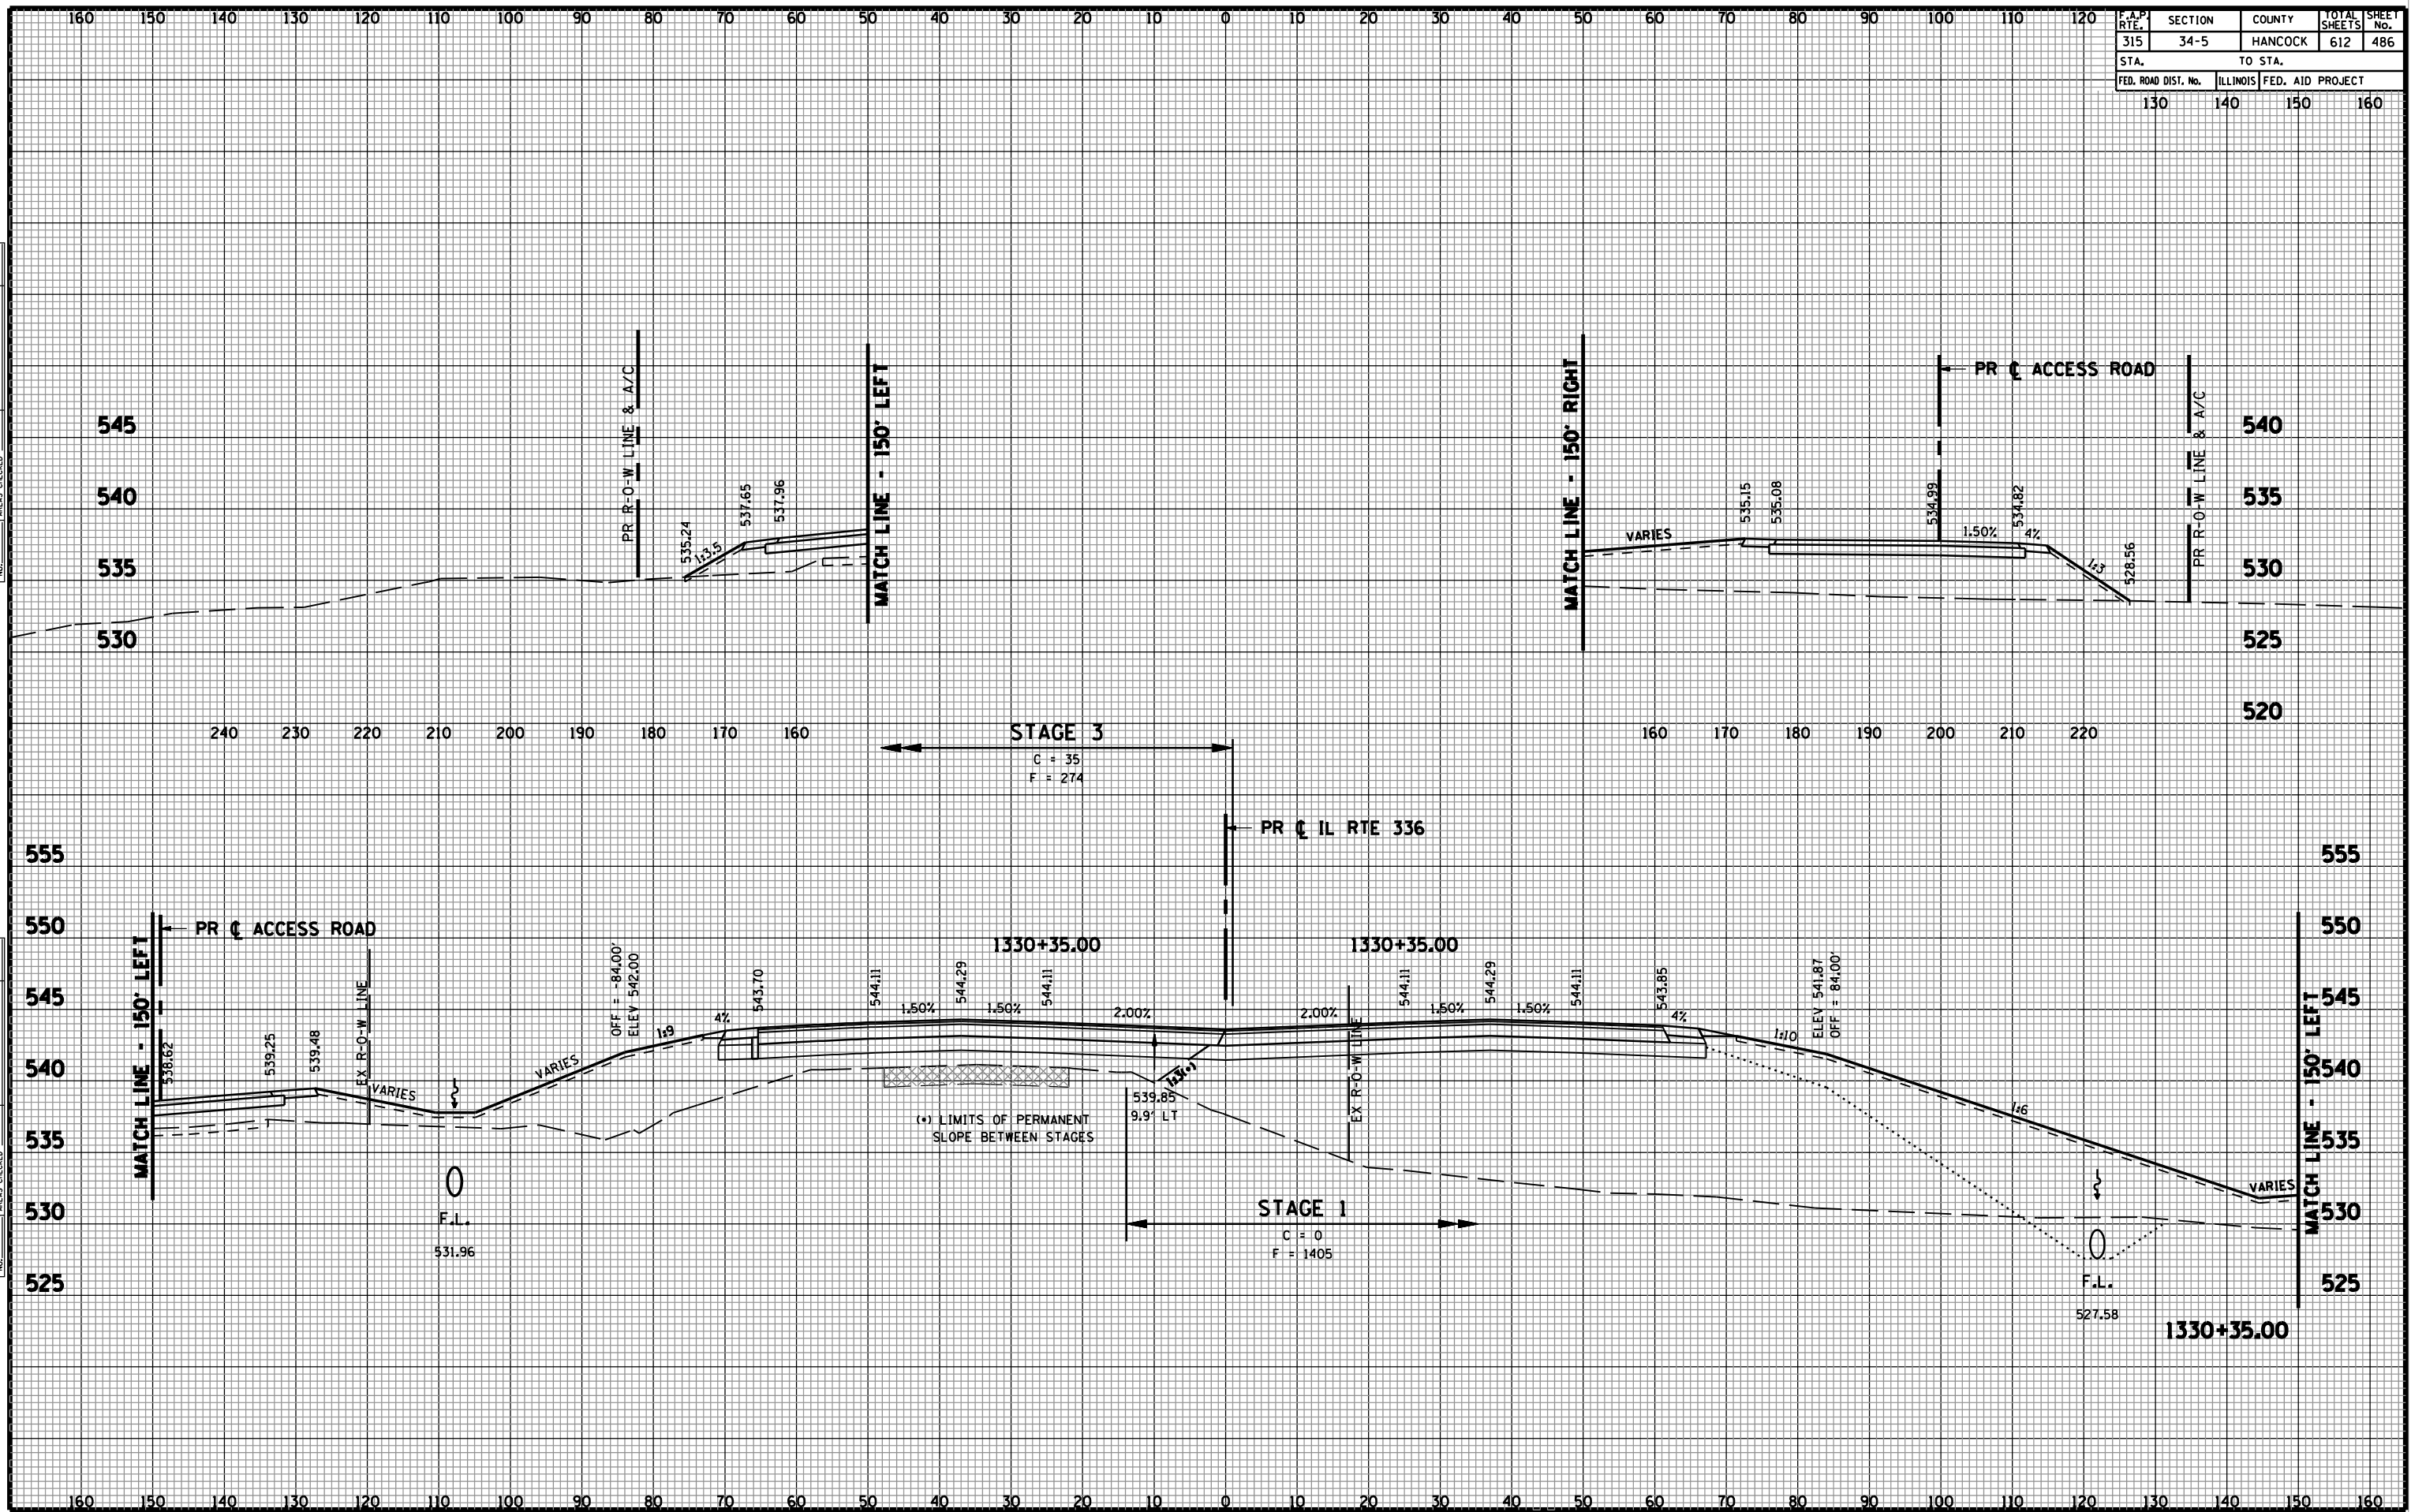 160 150 140 130 120 110 100 90 80 70 60 50 40 30 20 10 0 10 20 30 40 50 60 70 80 90 100 110 120
F.A.P. RTE. SECTION COUNTY TOTAL SHEETS SHEET No.
315 34-5 HANCOCK 612 486
STA. TO STA.
FED. ROAD DIST. No. ILLINOIS FED. AID PROJECT
130 140 150 160
545
540
535
530
PR R-O-W LINE & A/C
535.24
1:3.5
537.65
537.96
MATCH LINE - 150' LEFT
MATCH LINE - 150' RIGHT
VARIES
535.15
535.08
PR ℄ ACCESS ROAD
534.99
1.50%
534.82
4%
1:3
528.56
PR R-O-W LINE & A/C
540
535
530
525
520
240 230 220 210 200 190 180 170 160
STAGE 3
C = 35
F = 274
160 170 180 190 200 210 220
PR ℄ IL RTE 336
555
550
545
540
535
530
525
MATCH LINE - 150' LEFT
PR ℄ ACCESS ROAD
538.62
539.25
539.48
EX R-O-W LINE
VARIES
F.L.
531.96
VARIES
OFF = -84.00'
ELEV 542.00
1:9
4%
543.70
544.11
1.50%
544.29
1.50%
544.11
1330+35.00
2.00%
1:3(•)
539.85
9.9' LT
(•) LIMITS OF PERMANENT
SLOPE BETWEEN STAGES
1330+35.00
2.00%
EX R-O-W LINE
544.11
1.50%
544.29
1.50%
544.11
543.85
4%
1:10
ELEV 541.87
OFF = 84.00'
1:6
STAGE 1
C = 0
F = 1405
F.L.
527.58
VARIES
MATCH LINE - 150' LEFT
555
550
545
540
535
530
525
1330+35.00
160 150 140 130 120 110 100 90 80 70 60 50 40 30 20 10 0 10 20 30 40 50 60 70 80 90 100 110 120 130 140 150 160